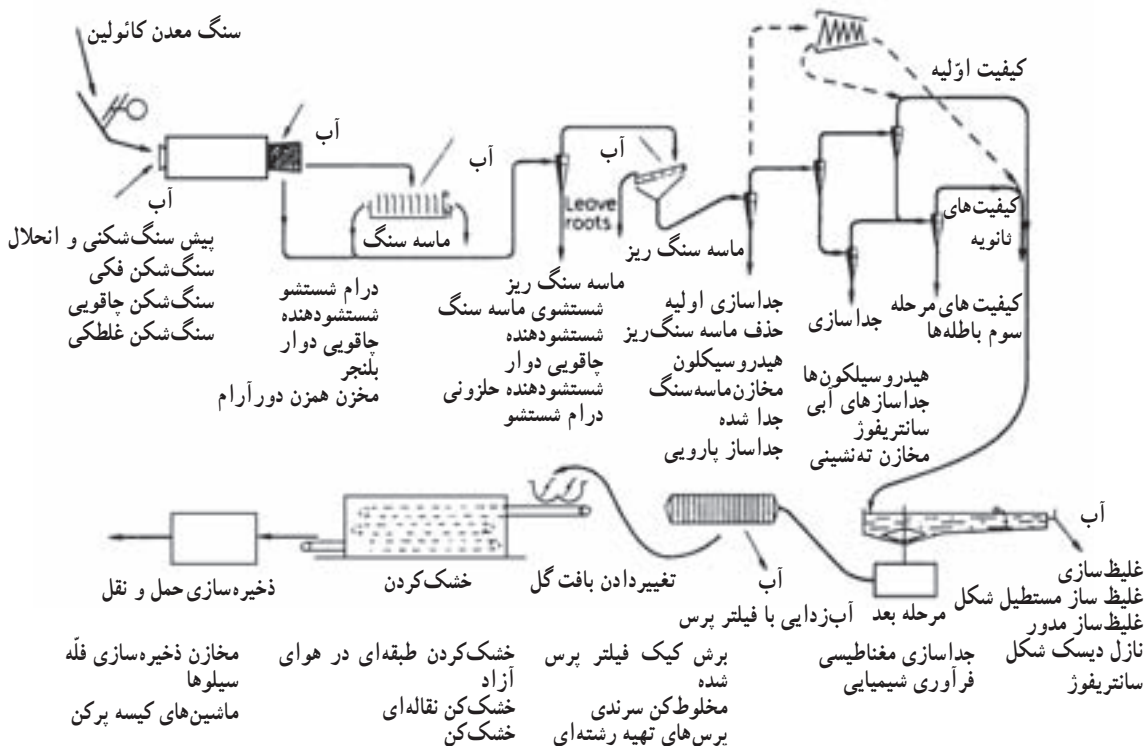 سنگ معدن کائولین
آب
آب
پیش سنگ‌شکنی و انحلال
سنگ‌شکن فکی
سنگ‌شکن چاقویی
سنگ‌شکن غلطکی
آب
ماسه سنگ
درام شستشو
شستشودهنده
چاقویی دوار
بلنجر
مخزن همزن دورآرام
آب
Leove
roots
ماسه سنگ ریز
شستشوی ماسه سنگ
شستشودهنده
چاقویی دوار
شستشودهنده حلزونی
درام شستشو
ماسه سنگ ریز
جداسازی اولیه
حذف ماسه سنگ‌ریز
هیدروسیکلون
مخازن‌ماسه‌سنگ
جدا شده
جداساز پارویی
کیفیت اوّلیه
کیفیت‌های
ثانویه
کیفیت های مرحله
سوم باطله‌ها
جداسازی
هیدروسیلکون‌ها
جداسازهای آبی
سانتریفوژ
مخازن ته‌نشینی
آب
غلیظ‌سازی
غلیظ ساز مستطیل شکل
غلیظ‌ساز مدور
نازل دیسک شکل
سانتریفوژ
مرحله بعد
جداسازی مغناطیسی
فرآوری شیمیایی
آب
آب‌زدایی با فیلتر پرس
تغییردادن بافت گل
برش کیک فیلتر پرس
شده
مخلوط‌کن سرندی
پرس‌های تهیه رشته‌ای
خشک‌کردن
خشک‌کردن طبقه‌ای در هوای
آزاد
خشک‌کن نقاله‌ای
خشک‌کن
ذخیره‌سازی حمل و نقل
مخازن ذخیره‌سازی فلّه
سیلوها
ماشین‌های کیسه پرکن